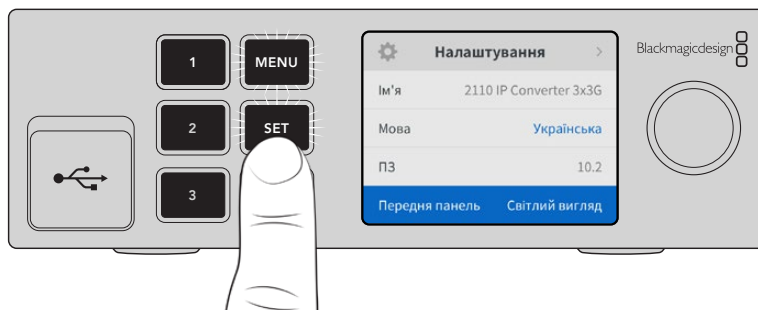 1
MENU
2
SET
3
Налаштування
Ім'я 2110 IP Converter 3x3G
Мова Українська
ПЗ 10.2
Передня панель Світлий вигляд
Blackmagicdesign